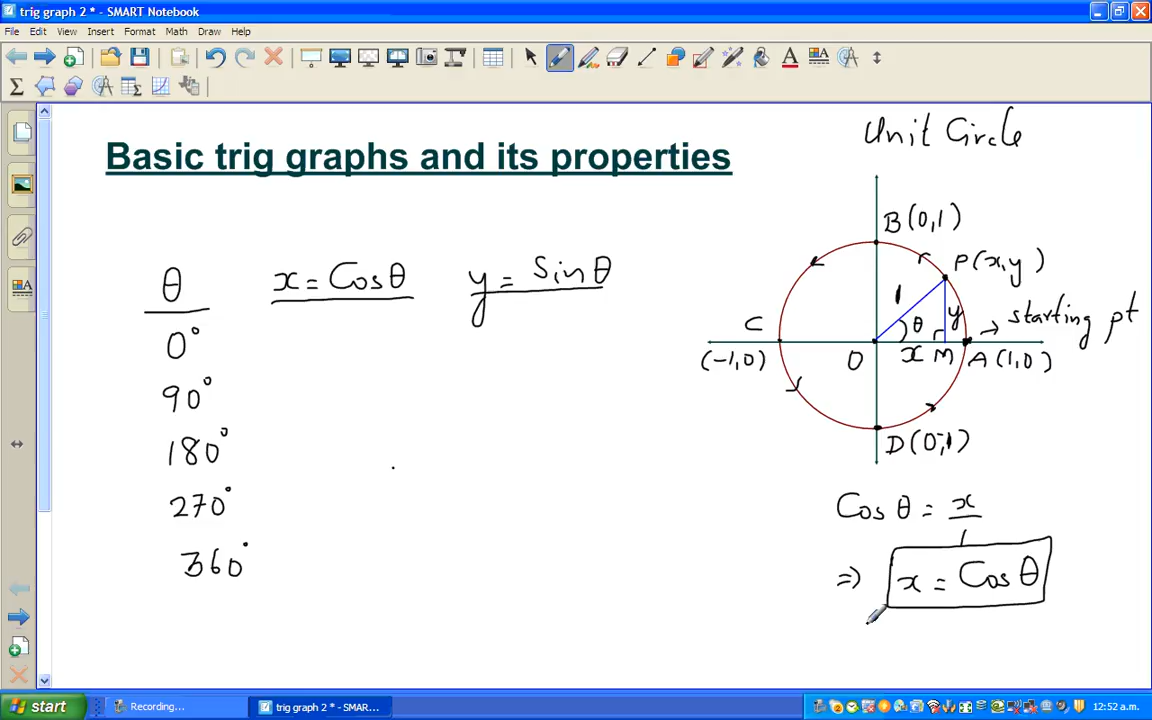 trig graph 2 * - SMART Notebook
File Edit View Insert Format Math Draw Help
Unit Circle
Basic trig graphs and its properties
B(0,1)
P(x,y)
θ x = Cosθ y = Sinθ
1 θ y
→ starting pt
C
0°
(-1,0) O x M A(1,0)
90°
180°
D(0,-1)
270°
Cos θ = x/1
360°
⇒ x = Cos θ
start Recording... trig graph 2 * - SMAR... 12:52 a.m.